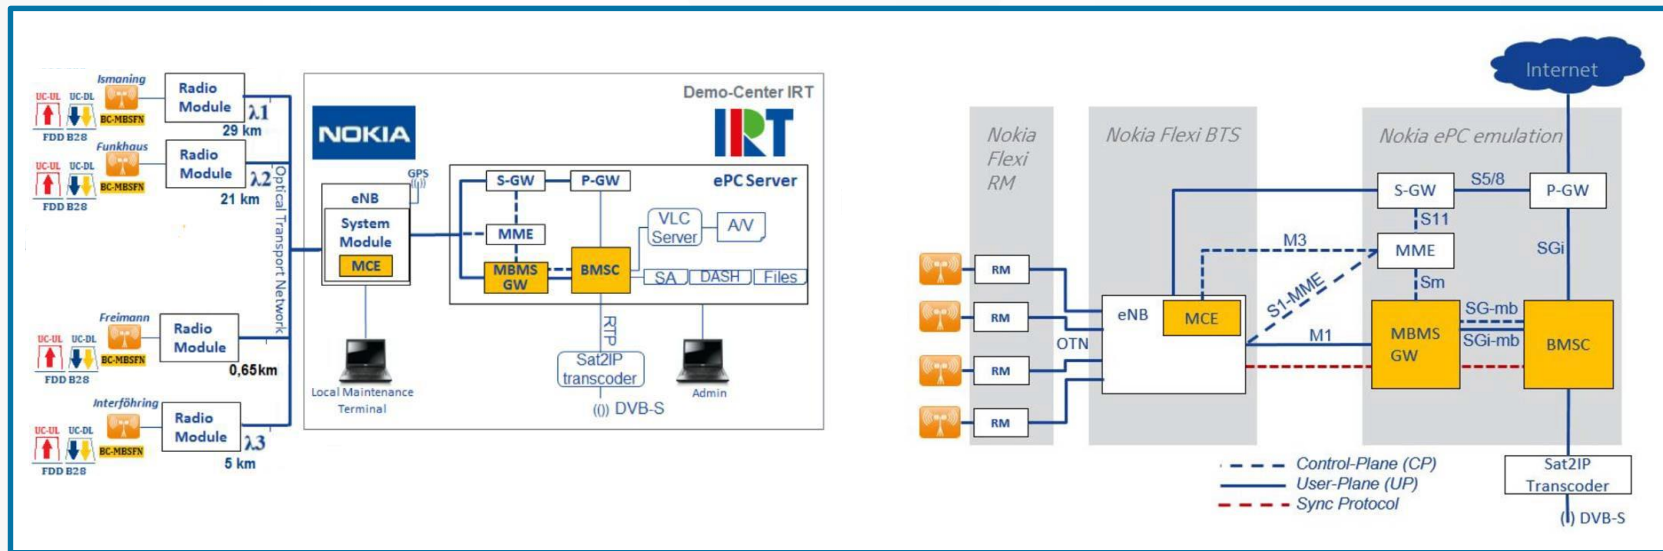 Ismaning
UC-UL UC-DL
BC-MBSFN
FDD B28
Radio
Module
λ1
29 km
Funkhaus
UC-UL UC-DL
BC-MBSFN
FDD B28
Radio
Module
λ2
21 km
Optical Transport Network
Freimann
UC-UL UC-DL
BC-MBSFN
FDD B28
Radio
Module
0,65km
Interföhring
UC-UL UC-DL
BC-MBSFN
FDD B28
Radio
Module
λ3
5 km
Demo-Center IRT
NOKIA
IRT
GPS
eNB
System
Module
MCE
ePC Server
S-GW
P-GW
MME
MBMS
GW
BMSC
VLC
Server
A/V
SA
DASH
Files
RTP
Sat2IP
transcoder
((·)) DVB-S
Local Maintenance
Terminal
Admin
Internet
Nokia
Flexi
RM
Nokia Flexi BTS
Nokia ePC emulation
S-GW
S5/8
P-GW
S11
M3
MME
SGi
S1-MME
Sm
RM
RM
RM
RM
OTN
eNB
MCE
M1
MBMS
GW
SG-mb
SGi-mb
BMSC
Control-Plane (CP)
User-Plane (UP)
Sync Protocol
Sat2IP
Transcoder
DVB-S